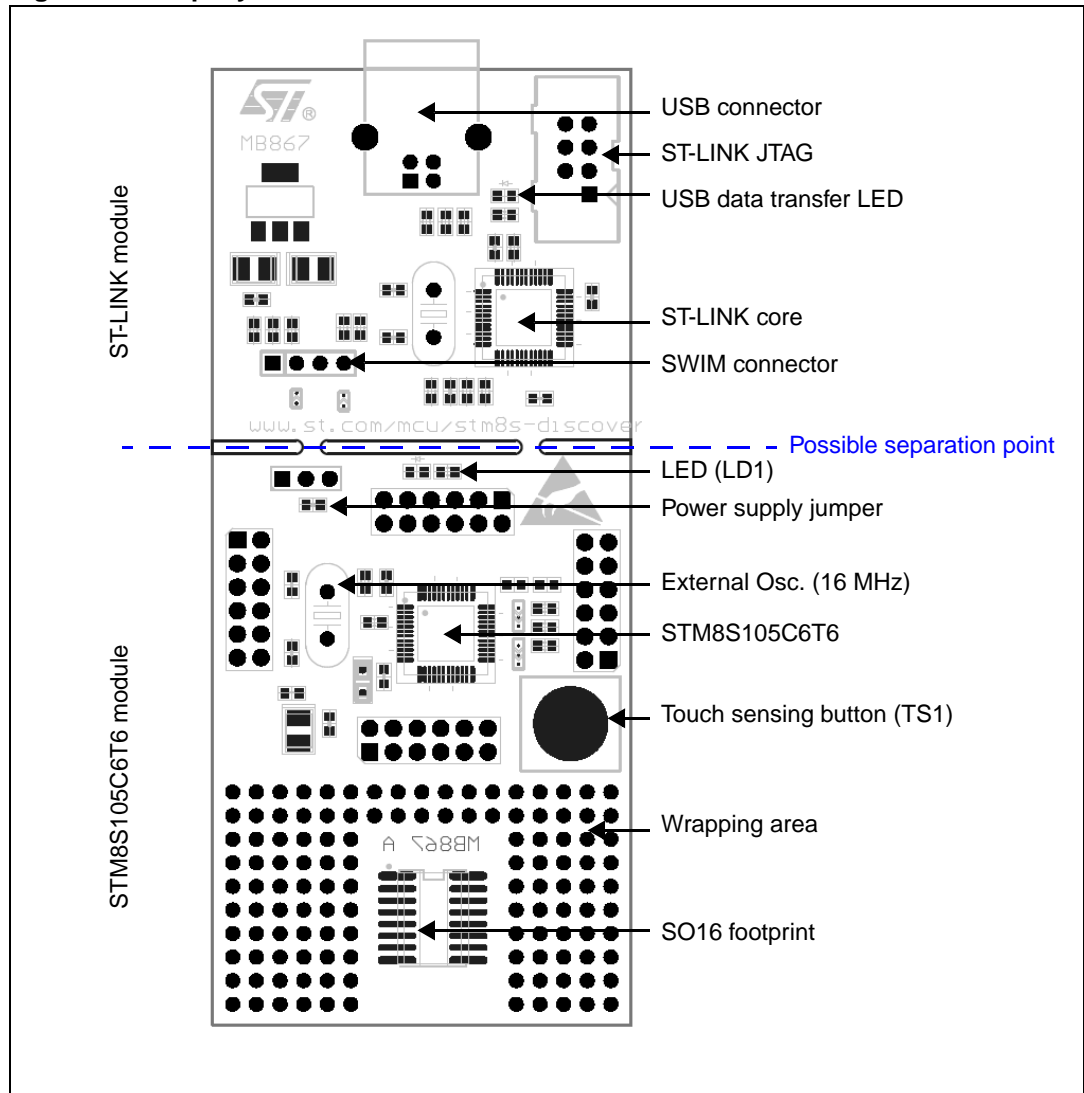 ST®
MB867
USB connector
ST-LINK JTAG
USB data transfer LED
ST-LINK module
ST-LINK core
SWIM connector
www.st.com/mcu/stm8s-discover
Possible separation point
LED (LD1)
Power supply jumper
External Osc. (16 MHz)
STM8S105C6T6
STM8S105C6T6 module
Touch sensing button (TS1)
Wrapping area
MB867 A
SO16 footprint